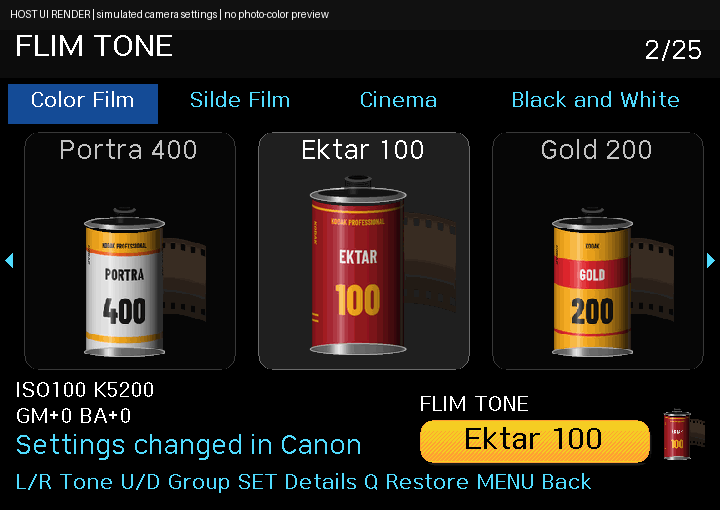 HOST UI RENDER | simulated camera settings | no photo-color preview
FLIM TONE
2/25
Color Film
Silde Film
Cinema
Black and White
Portra 400
Ektar 100
Gold 200
KODAK PROFESSIONAL
PORTRA
400
KODAK PROFESSIONAL
KODAK
EKTAR
100
KODAK
GOLD
200
ISO100 K5200
GM+0 BA+0
Settings changed in Canon
FLIM TONE
Ektar 100
100
L/R Tone U/D Group SET Details Q Restore MENU Back